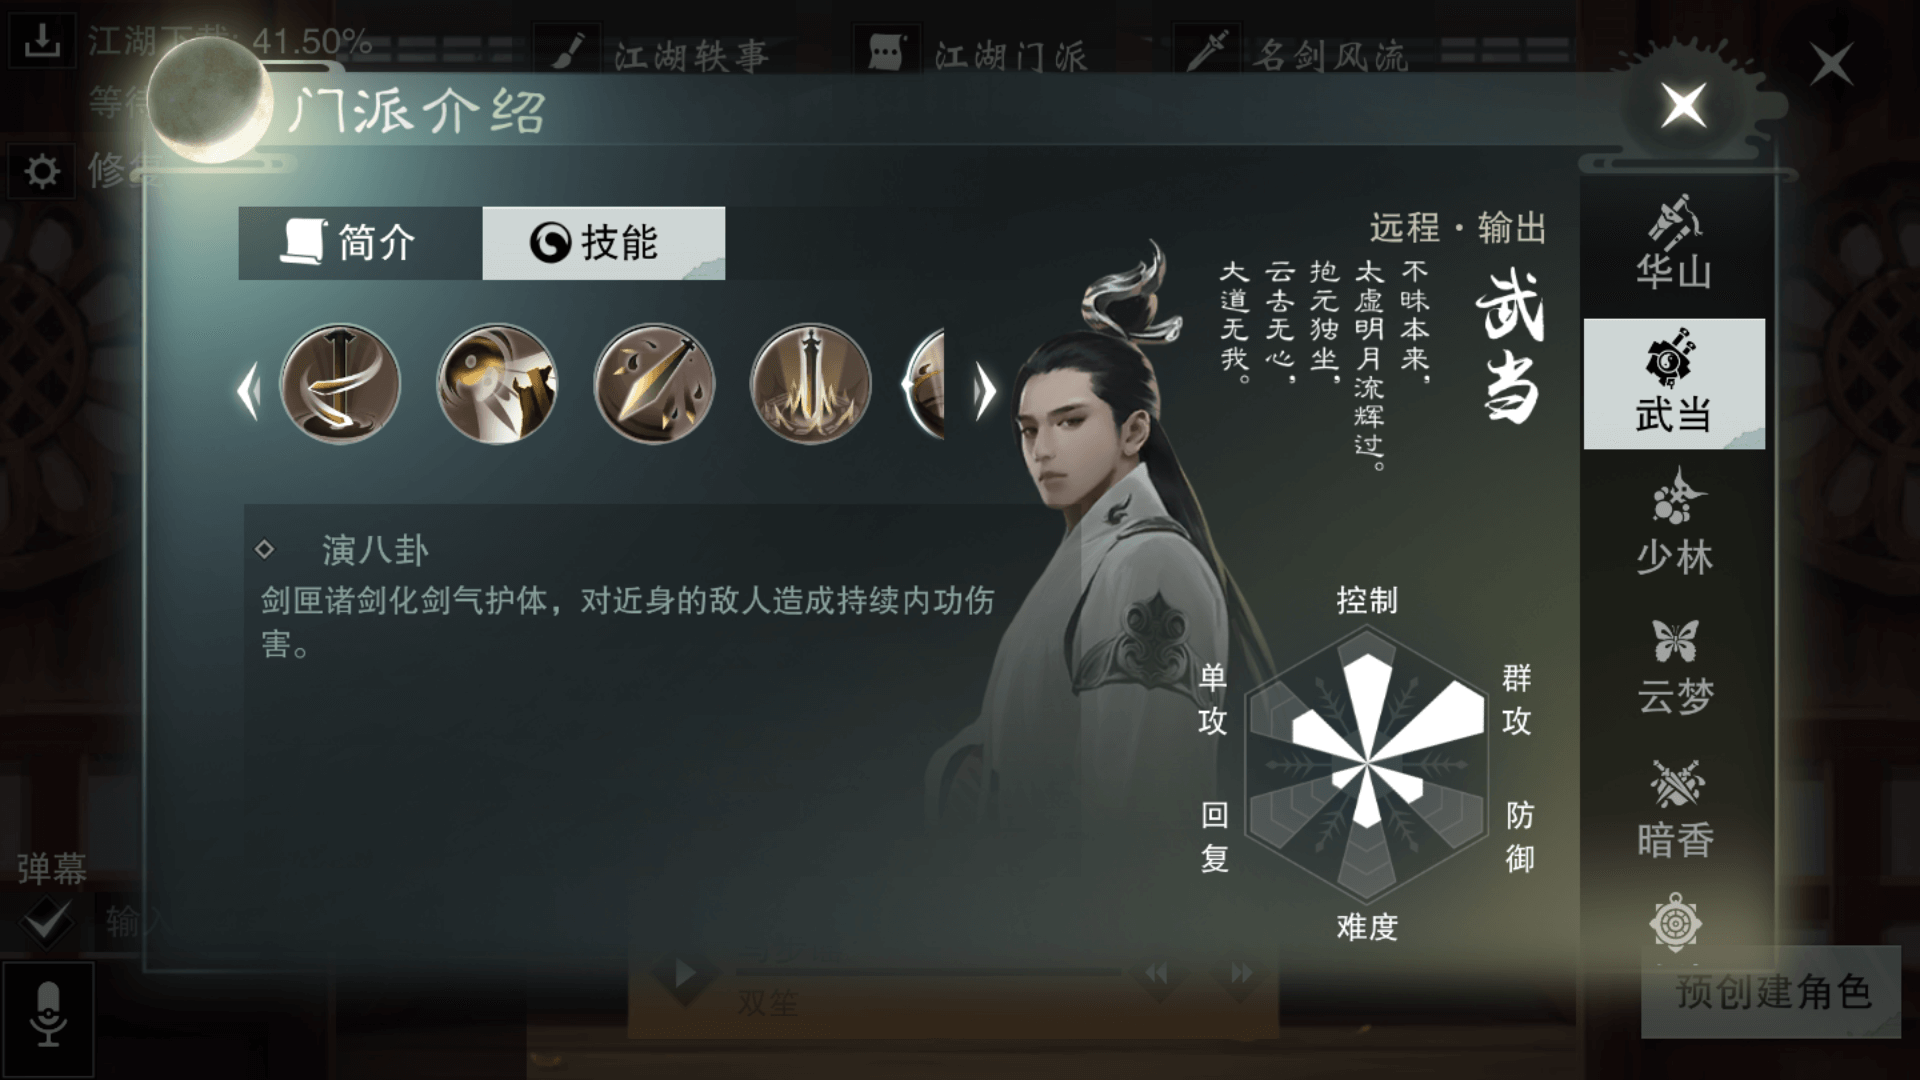 江湖下载: 41.50%
江湖轶事
江湖门派
名剑风流
等待
修复
门派介绍
简介
技能
远程·输出
武当
不昧本来，
太虚明月流辉过。
抱元独坐，
云去无心，
大道无我。
华山
武当
少林
云梦
暗香
演八卦
剑匣诸剑化剑气护体，对近身的敌人造成持续内功伤
害。
控制
单攻
群攻
回复
防御
难度
弹幕
输入
双笙
预创建角色